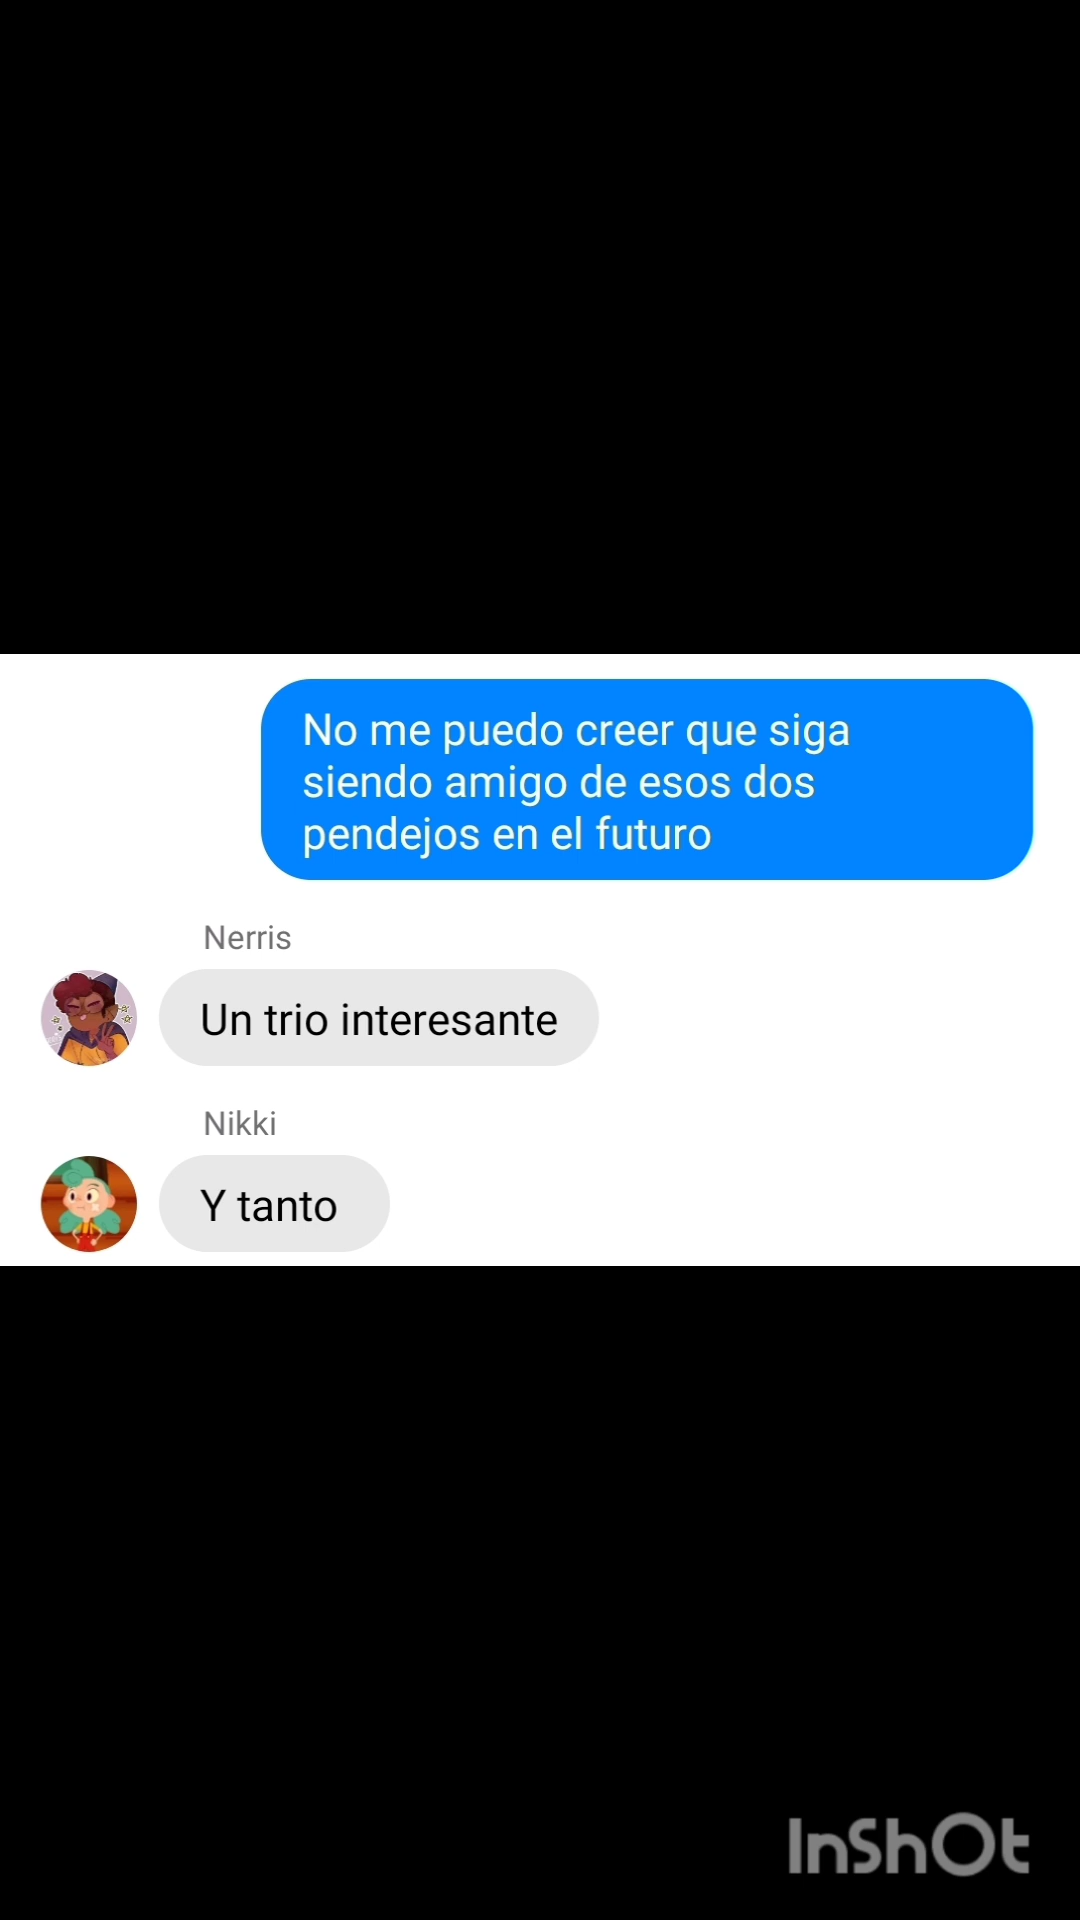 No me puedo creer que siga
siendo amigo de esos dos
pendejos en el futuro
Nerris
Un trio interesante
Nikki
Y tanto
InShOt